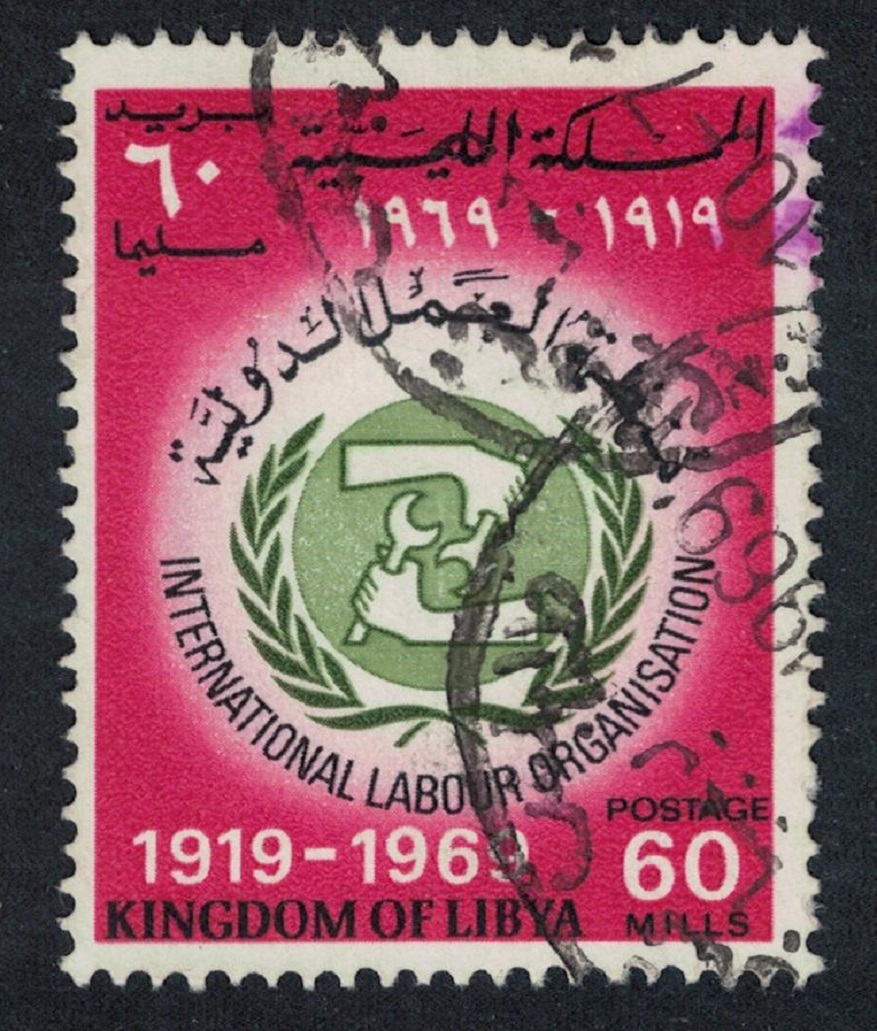 المملكة الليبية
بريد
٦٠
مليما
١٩١٩ - ١٩٦٩
العمل الدولية
INTERNATIONAL LABOUR ORGANISATION
POSTAGE
1919-1969
60
KINGDOM OF LIBYA
MILLS